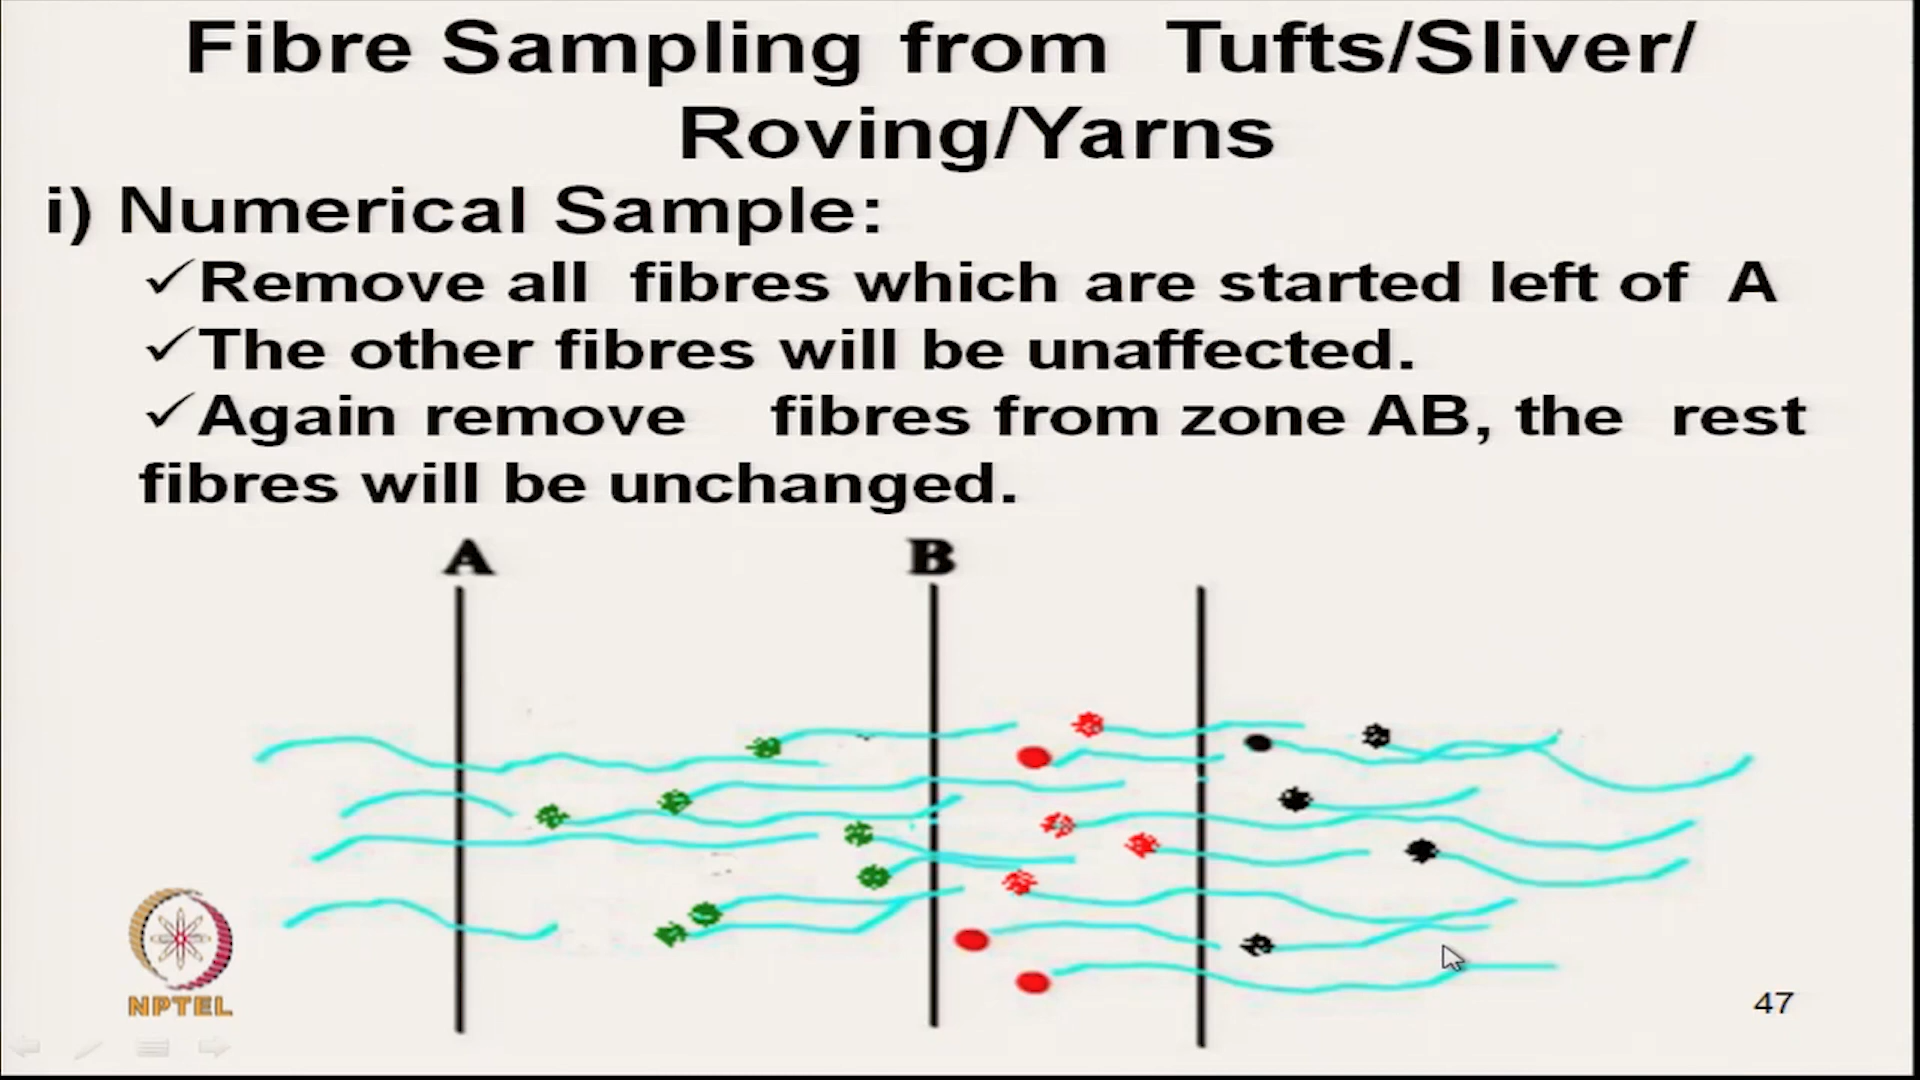 Fibre Sampling from Tufts/Sliver/
Roving/Yarns
i) Numerical Sample:
✓Remove all fibres which are started left of A
✓The other fibres will be unaffected.
✓Again remove fibres from zone AB, the rest
fibres will be unchanged.
A B
NPTEL
47